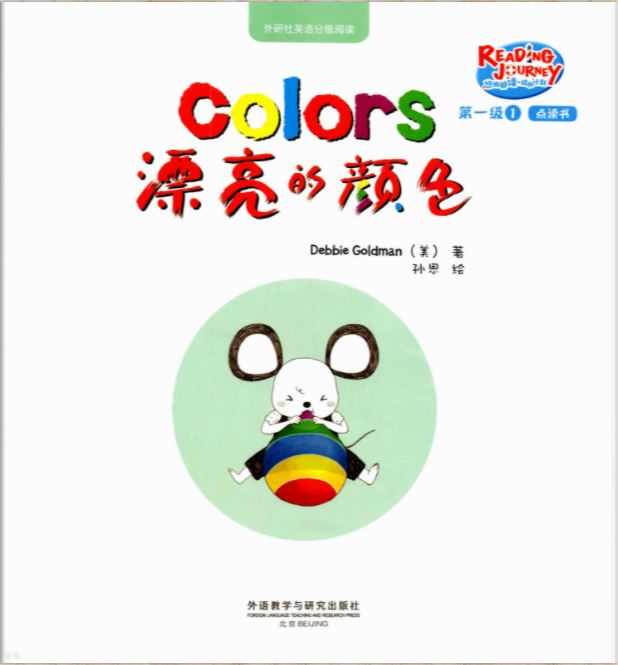 外研社英语分级阅读
READING
JOURNEY
Colors
第一级1 点读书
漂亮的颜色
Debbie Goldman（美） 著
孙思 绘
外语教学与研究出版社
FOREIGN LANGUAGE TEACHING AND RESEARCH PRESS
北京 BEIJING